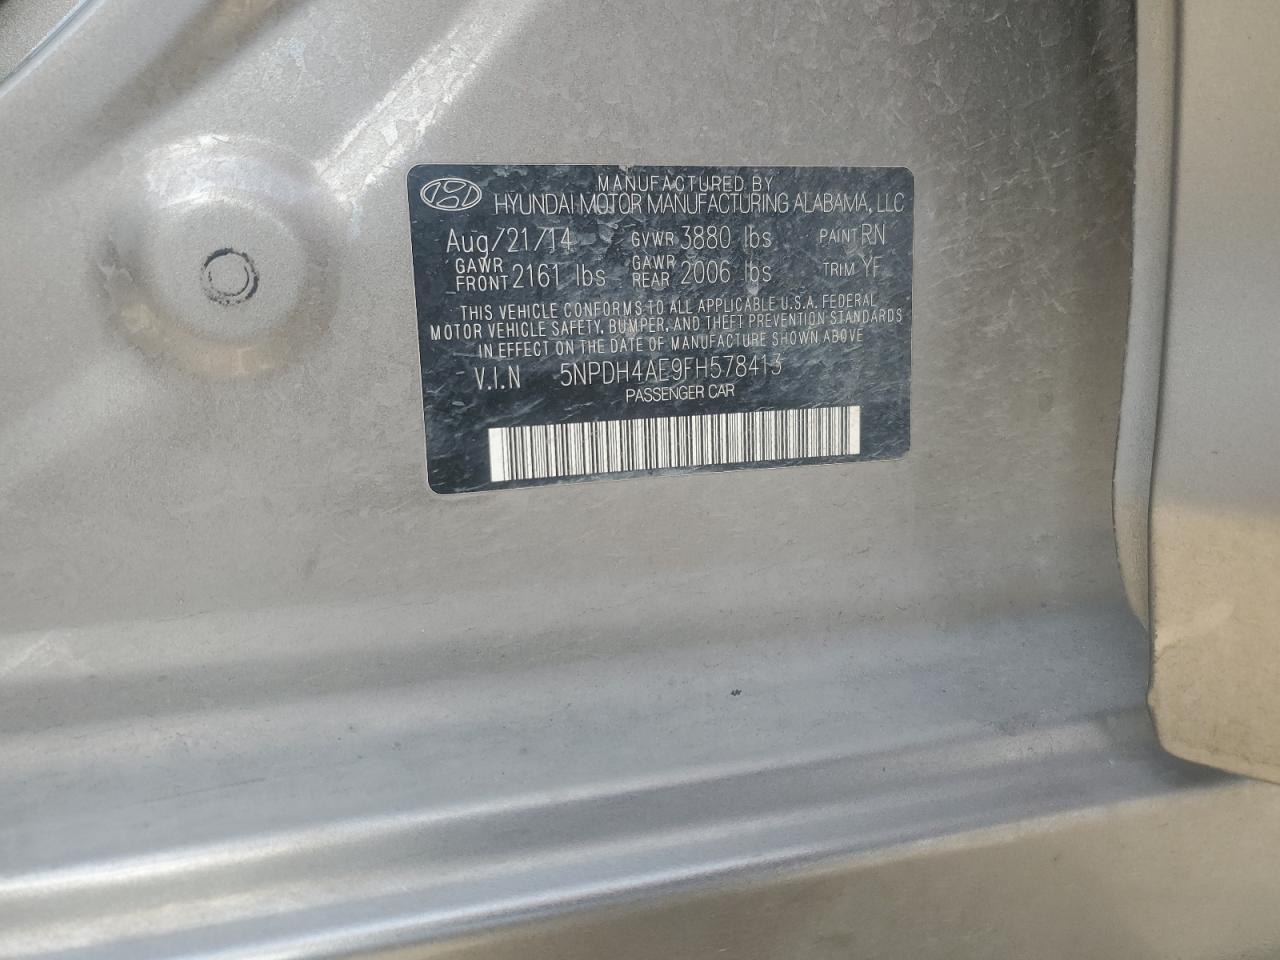 MANUFACTURED BY
HYUNDAI MOTOR MANUFACTURING ALABAMA, LLC
Aug/21/14 GVWR 3880 lbs PAINT RN
GAWR FRONT 2161 lbs GAWR REAR 2006 lbs TRIM YF
THIS VEHICLE CONFORMS TO ALL APPLICABLE U.S.A. FEDERAL
MOTOR VEHICLE SAFETY, BUMPER, AND THEFT PREVENTION STANDARDS
IN EFFECT ON THE DATE OF MANUFACTURE SHOWN ABOVE
V.I.N 5NPDH4AE9FH578413
PASSENGER CAR